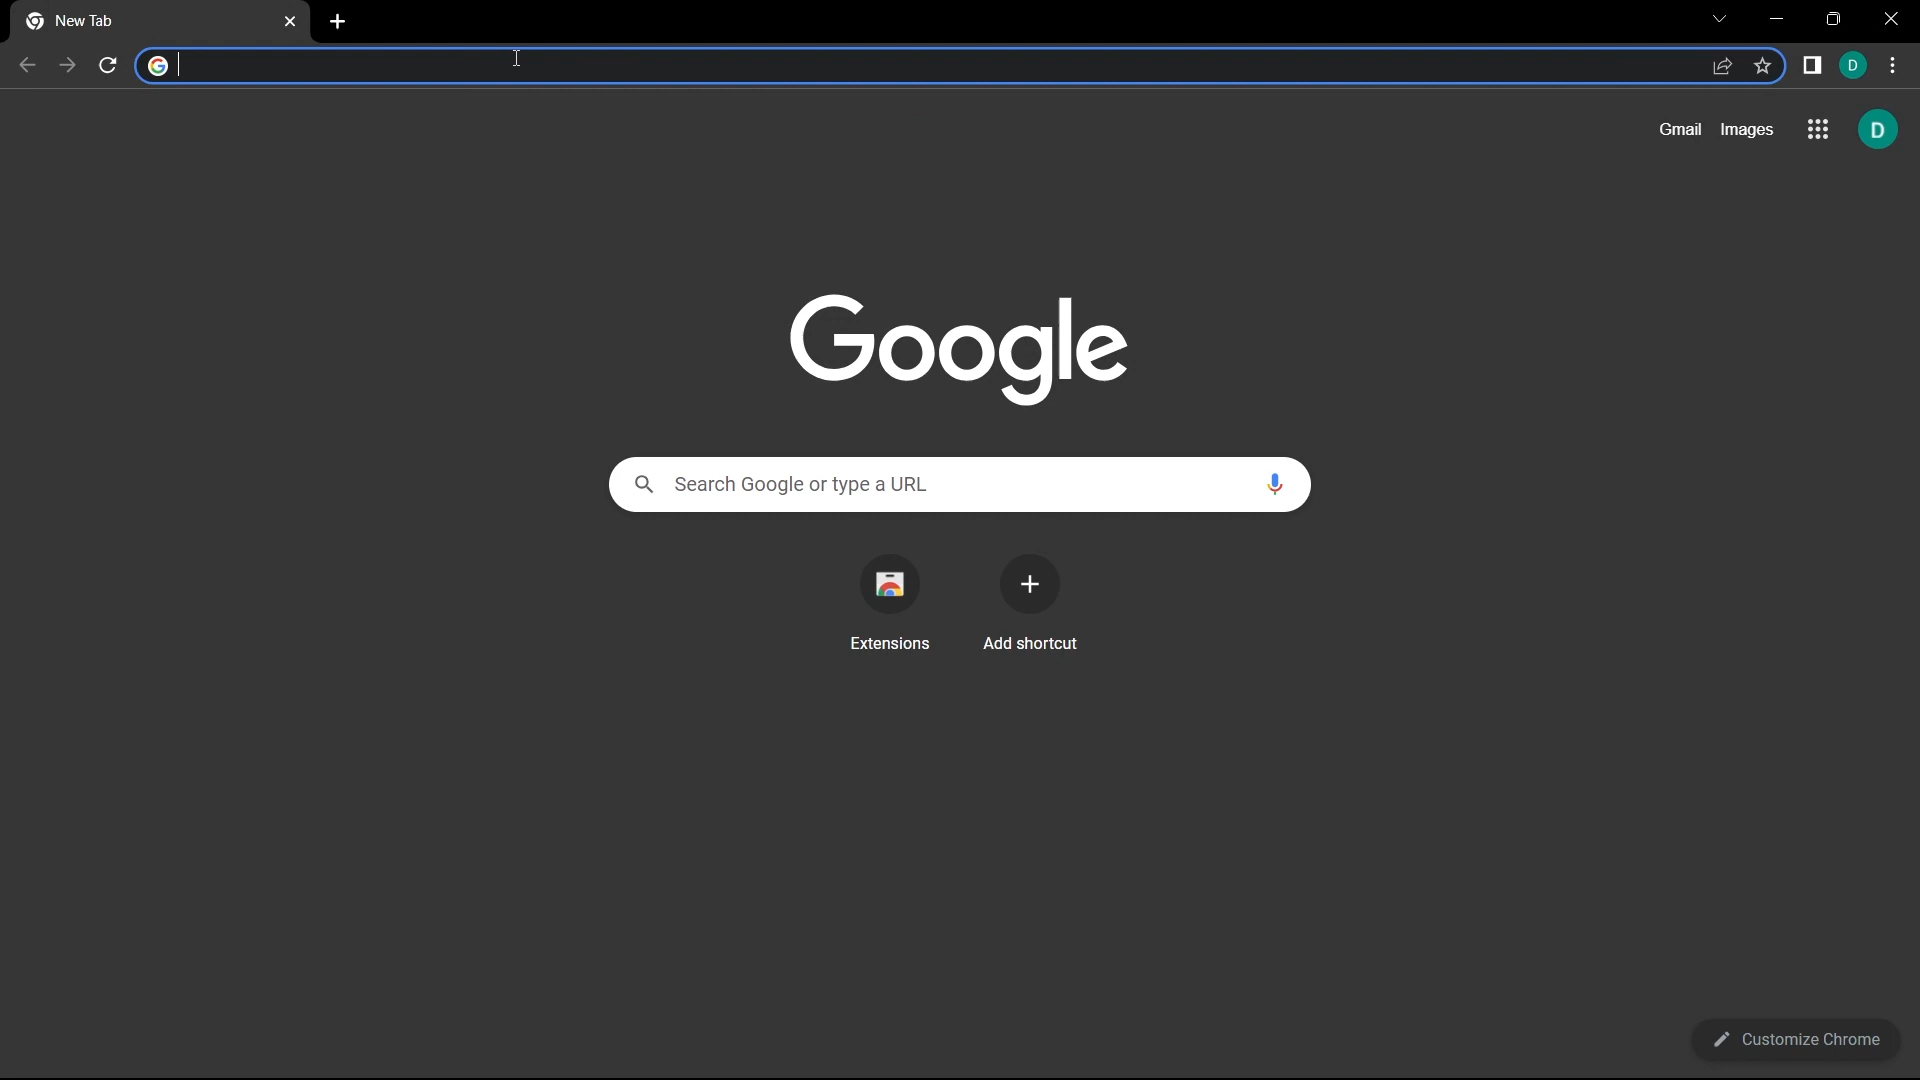 New Tab
D
Gmail Images
D
Google
Search Google or type a URL
Extensions Add shortcut
Customize Chrome